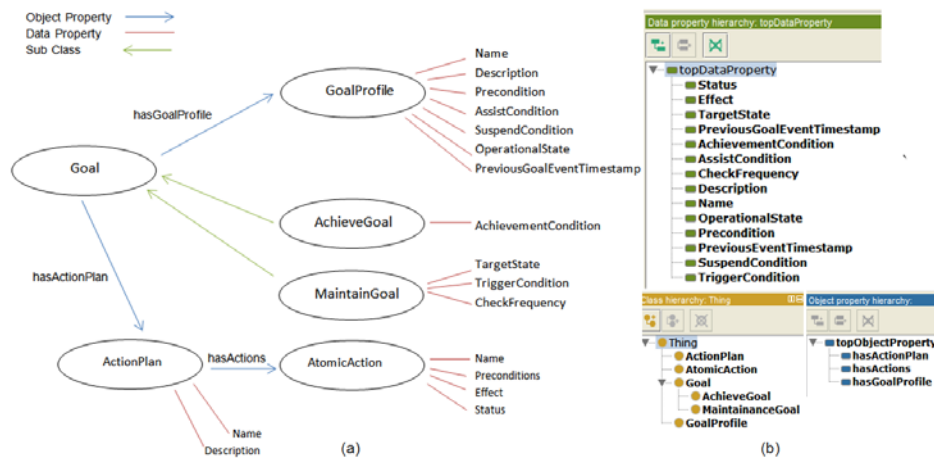 Object Property
Data Property
Sub Class
Name
Description
Precondition
AssistCondition
SuspendCondition
OperationalState
PreviousGoalEventTimestamp
GoalProfile
hasGoalProfile
Goal
AchieveGoal
AchievementCondition
hasActionPlan
MaintainGoal
TargetState
TriggerCondition
CheckFrequency
ActionPlan
hasActions
AtomicAction
Name
Preconditions
Effect
Status
Name
Description
(a)
Data property hierarchy: topDataProperty
topDataProperty
Status
Effect
TargetState
PreviousGoalEventTimestamp
AchievementCondition
AssistCondition
CheckFrequency
Description
Name
OperationalState
Precondition
PreviousEventTimestamp
SuspendCondition
TriggerCondition
Class hierarchy: Thing
Thing
ActionPlan
AtomicAction
Goal
AchieveGoal
MaintainanceGoal
GoalProfile
Object property hierarchy:
topObjectProperty
hasActionPlan
hasActions
hasGoalProfile
(b)